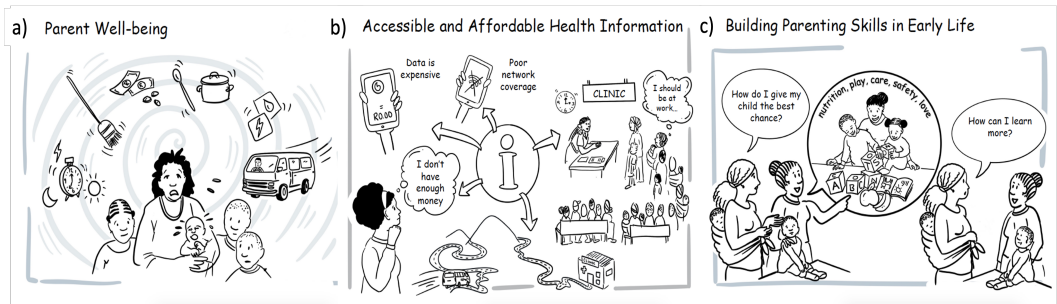 a) Parent Well-being
b) Accessible and Affordable Health Information
Data is
expensive
R0.00
Poor
network
coverage
CLINIC
I should
be at
work..
i
I don't
have
enough
money
c) Building Parenting Skills in Early Life
How do I give my
child the best
chance?
nutrition, play, care, safety, love
How can I learn
more?
A
B